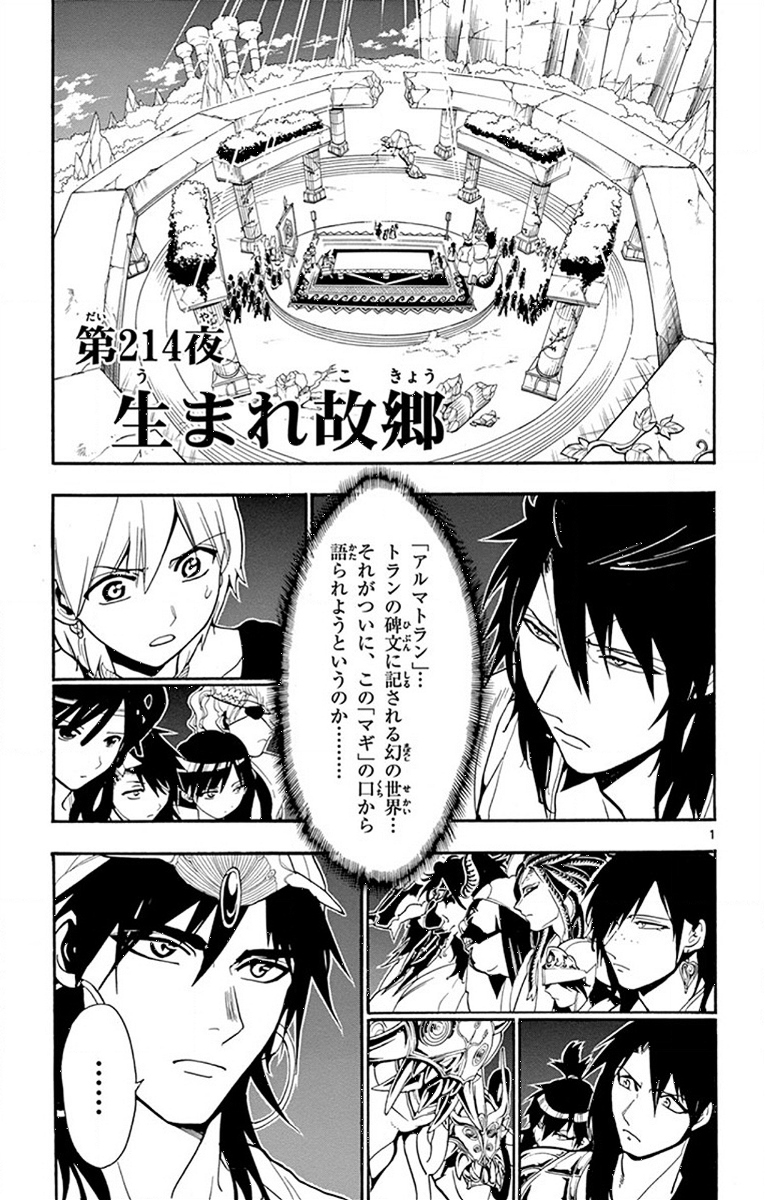 第214夜
生まれ故郷
「アルマトラン」…
トランの碑文に記される幻の世界…
それがついに、この「マギ」の口から
語られようというのか………
1
……